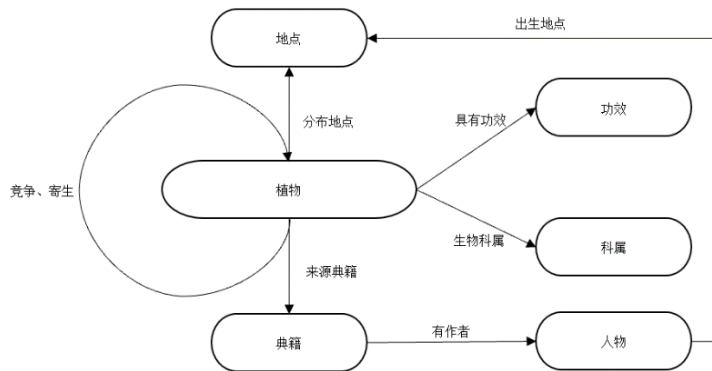 出生地点
地点
分布地点
具有功效
功效
竞争、寄生
植物
生物科属
科属
来源典籍
有作者
典籍
人物